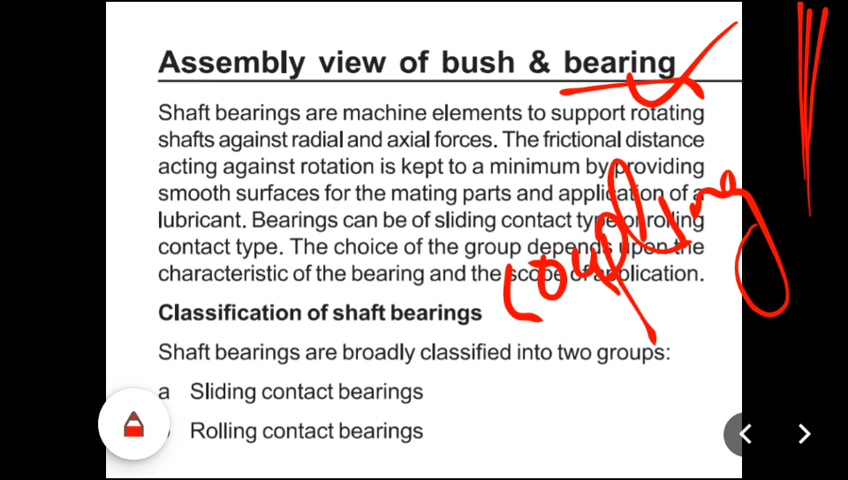 Assembly view of bush & bearing
Shaft bearings are machine elements to support rotating
shafts against radial and axial forces. The frictional distance
acting against rotation is kept to a minimum by providing
smooth surfaces for the mating parts and application of a
lubricant. Bearings can be of sliding contact type or rolling
contact type. The choice of the group depends upon the
characteristic of the bearing and the scope of application.
coupling
Classification of shaft bearings
Shaft bearings are broadly classified into two groups:
a Sliding contact bearings
Rolling contact bearings